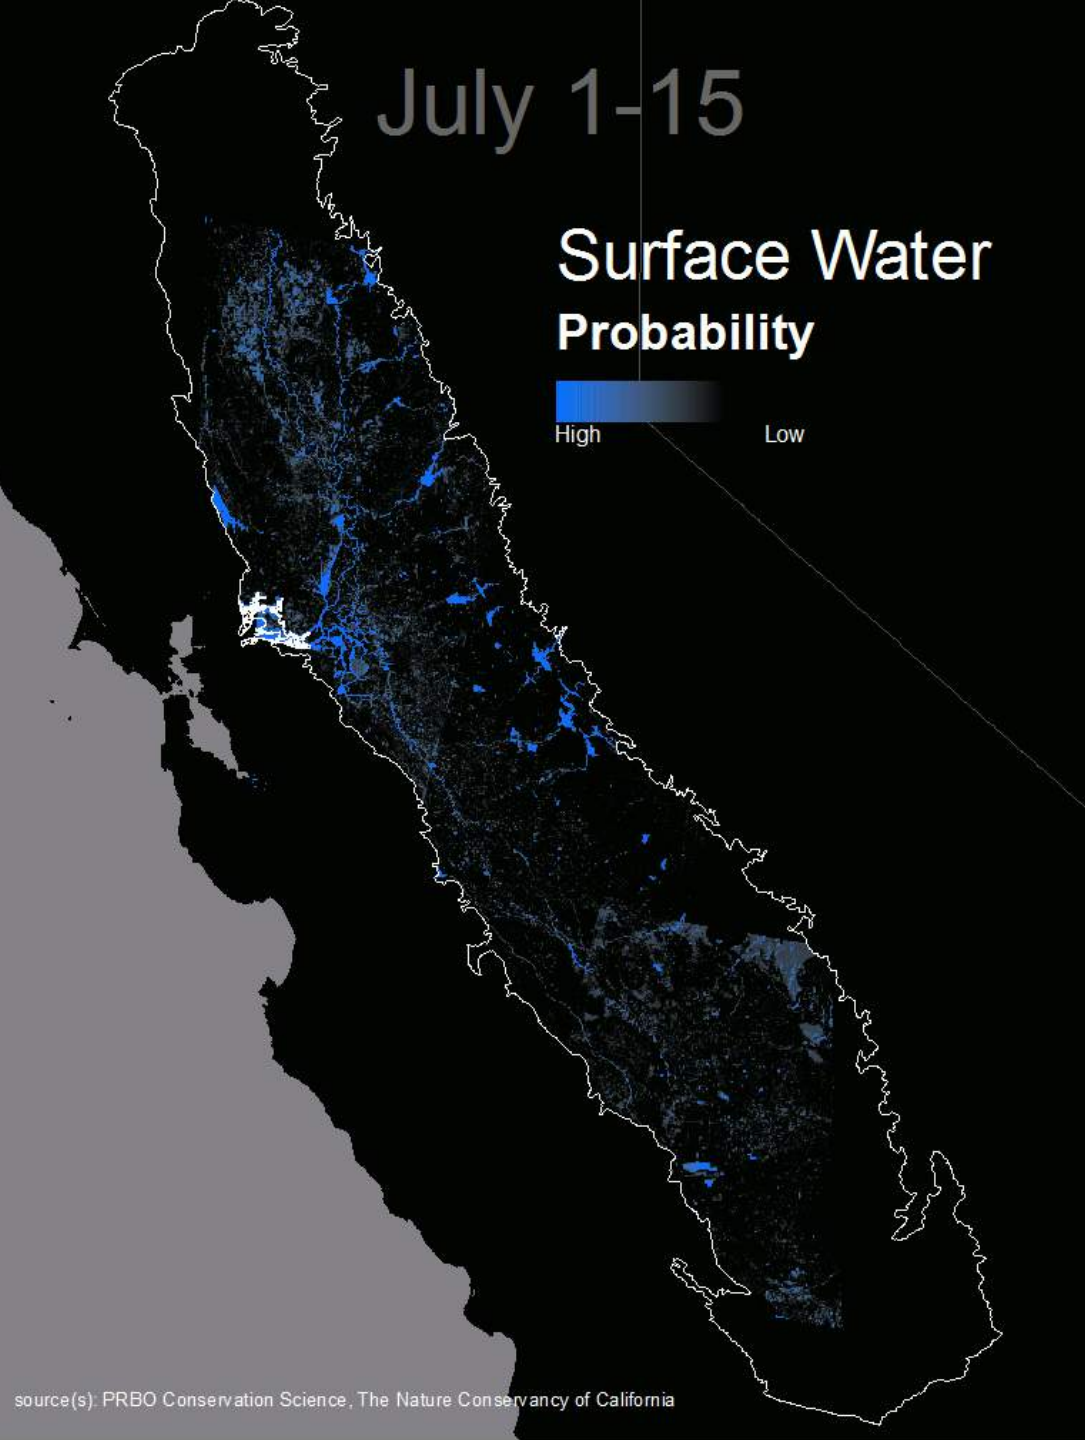 July 1-15
Surface Water
Probability
High Low
source(s): PRBO Conservation Science, The Nature Conservancy of California